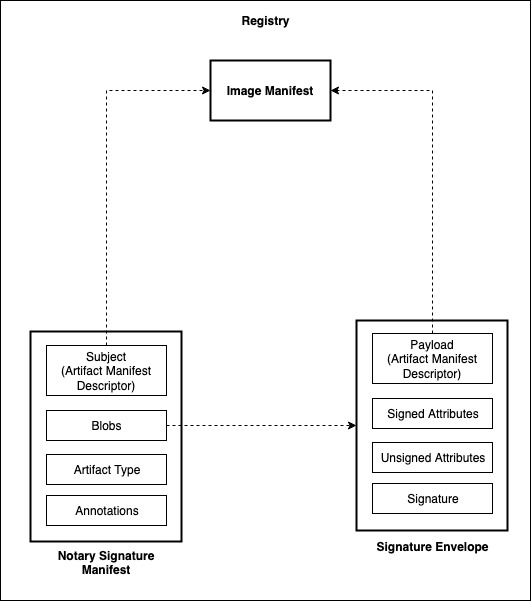 Registry
Image Manifest
Subject
(Artifact Manifest
Descriptor)
Blobs
Artifact Type
Annotations
Notary Signature
Manifest
Payload
(Artifact Manifest
Descriptor)
Signed Attributes
Unsigned Attributes
Signature
Signature Envelope